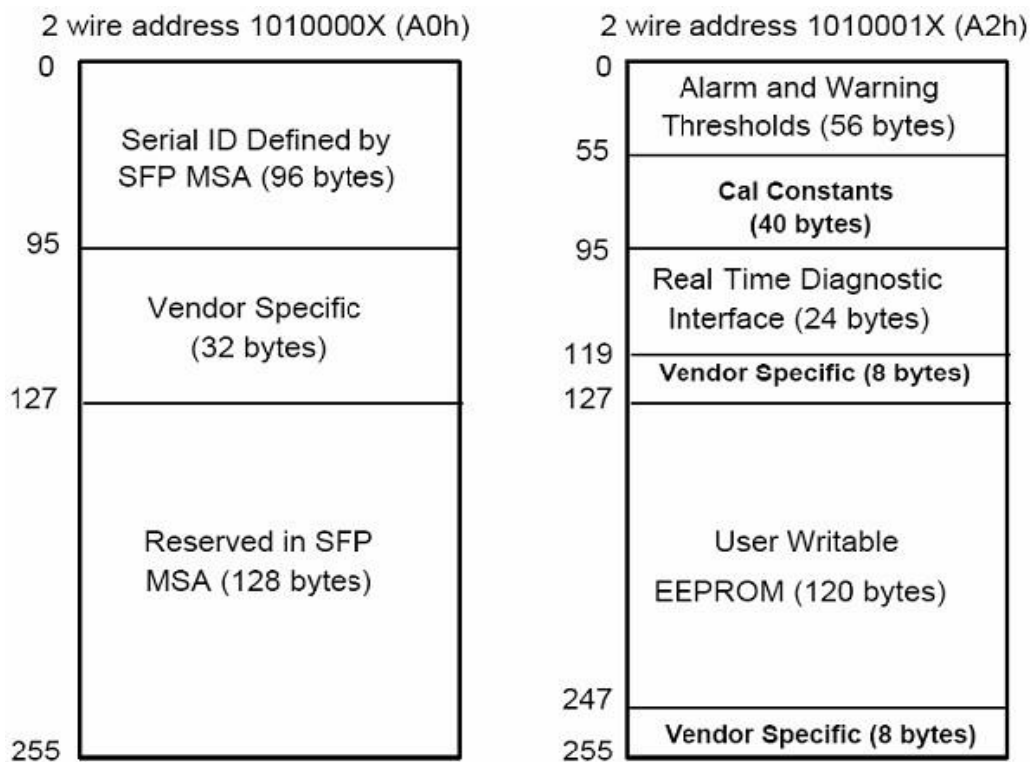 2 wire address 1010000X (A0h)
0
Serial ID Defined by
SFP MSA (96 bytes)
95
Vendor Specific
(32 bytes)
127
Reserved in SFP
MSA (128 bytes)
255
2 wire address 1010001X (A2h)
0
Alarm and Warning
Thresholds (56 bytes)
55
Cal Constants
(40 bytes)
95
Real Time Diagnostic
Interface (24 bytes)
119
Vendor Specific (8 bytes)
127
User Writable
EEPROM (120 bytes)
247
Vendor Specific (8 bytes)
255